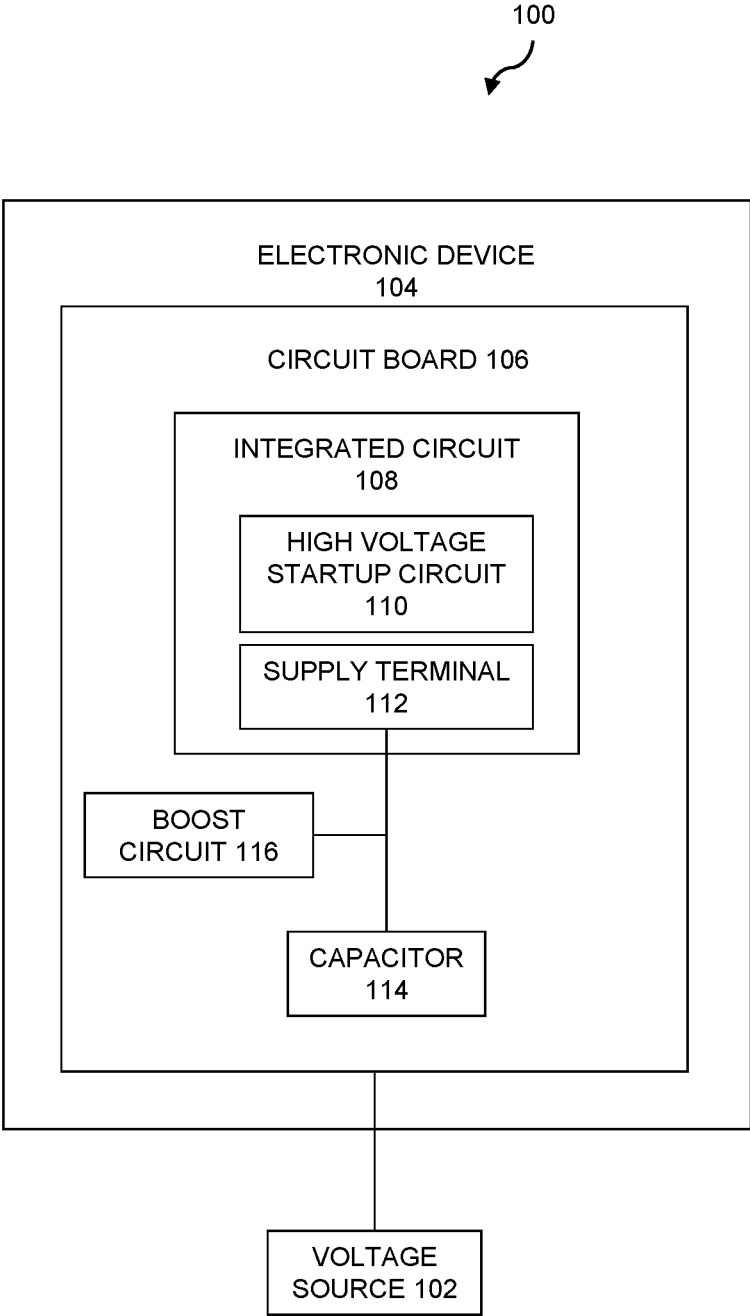 100
ELECTRONIC DEVICE
104
CIRCUIT BOARD 106
INTEGRATED CIRCUIT
108
HIGH VOLTAGE
STARTUP CIRCUIT
110
SUPPLY TERMINAL
112
BOOST
CIRCUIT 116
CAPACITOR
114
VOLTAGE
SOURCE 102